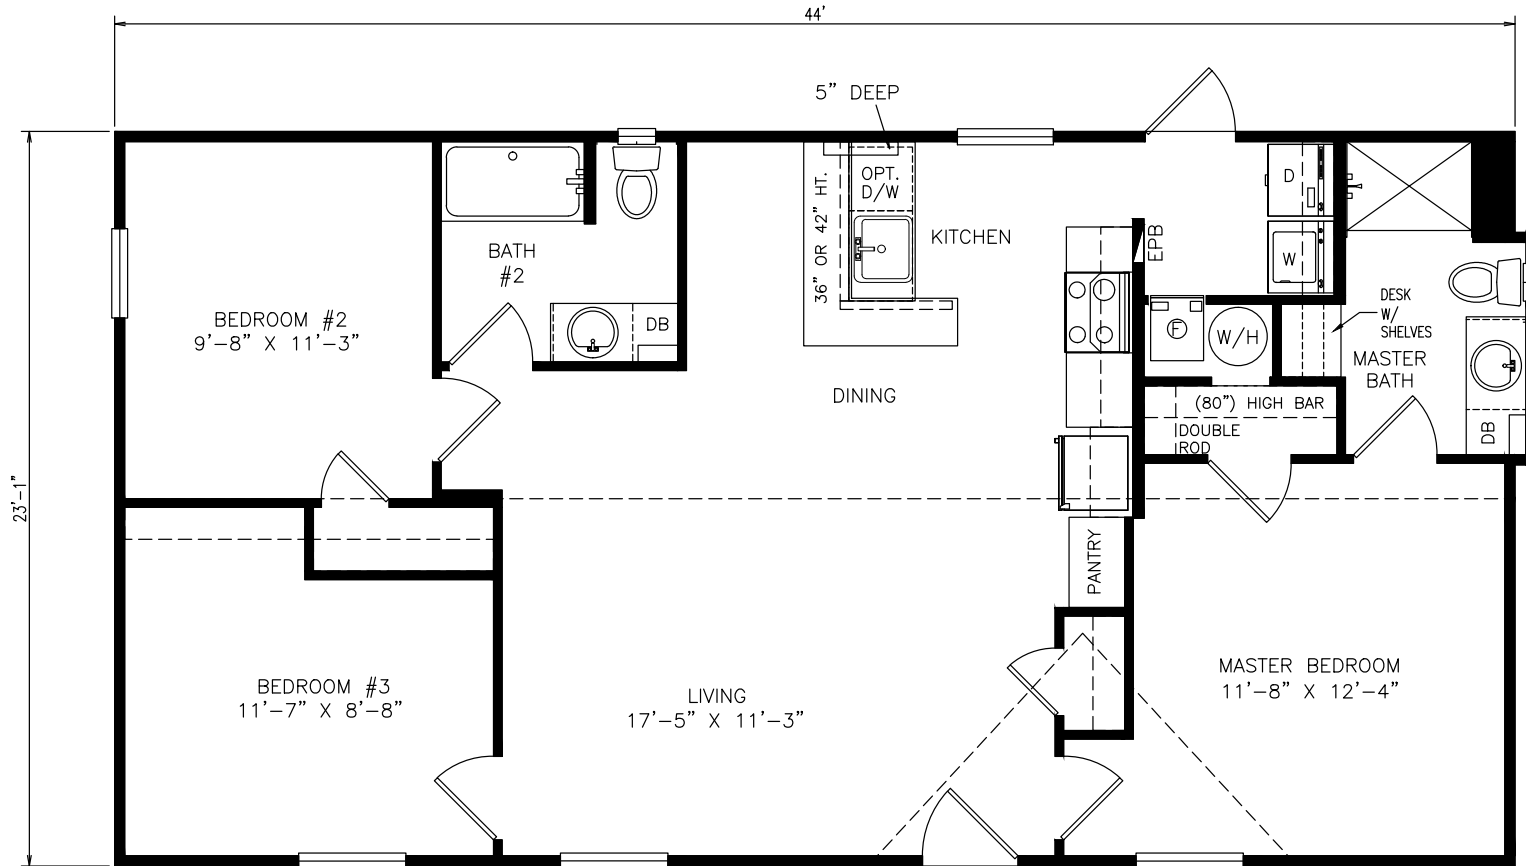 44'
5" DEEP
OPT.
D/W
36" OR 42" HT.
KITCHEN
EPB
D
W
BATH
#2
DB
BEDROOM #2
9'-8" X 11'-3"
F
W/H
DESK
W/
SHELVES
MASTER
BATH
DB
DINING
(80") HIGH BAR
DOUBLE
ROD
23'-1"
PANTRY
BEDROOM #3
11'-7" X 8'-8"
LIVING
17'-5" X 11'-3"
MASTER BEDROOM
11'-8" X 12'-4"